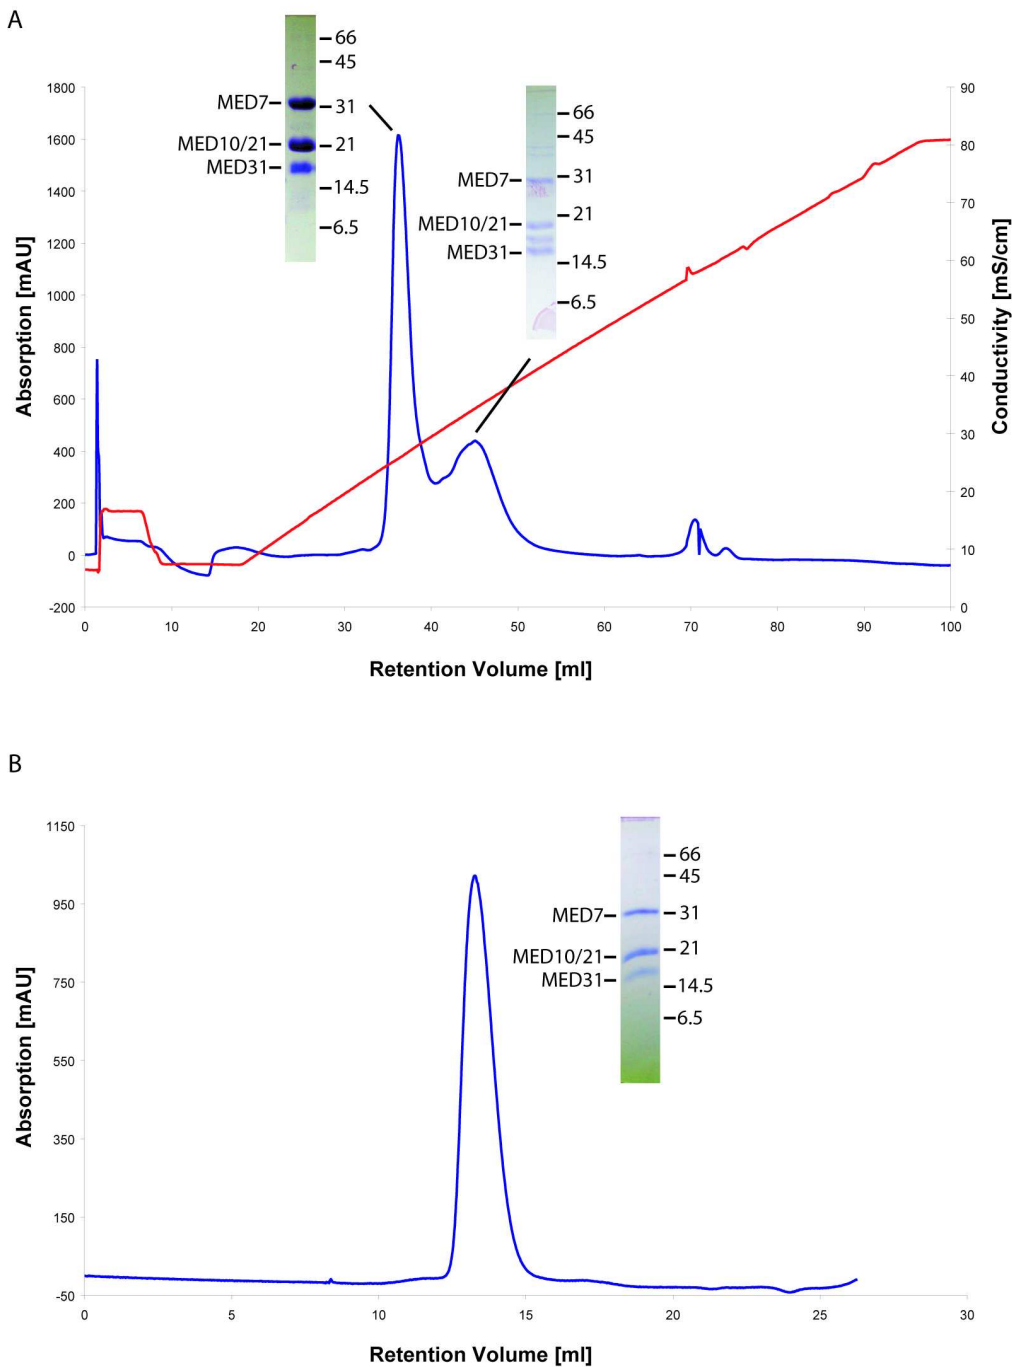 A
66
45
MED7
31
MED10/21
21
MED31
14.5
6.5
66
45
MED7
31
21
MED10/21
MED31
14.5
6.5
1800
1600
1400
1200
1000
800
600
400
200
0
-200
Absorption [mAU]
90
80
70
60
50
40
30
20
10
0
Conductivity [mS/cm]
0 10 20 30 40 50 60 70 80 90 100
Retention Volume [ml]
B
1150
950
750
550
350
150
-50
Absorption [mAU]
66
45
MED7
31
21
MED10/21
MED31
14.5
6.5
0 5 10 15 20 25 30
Retention Volume [ml]